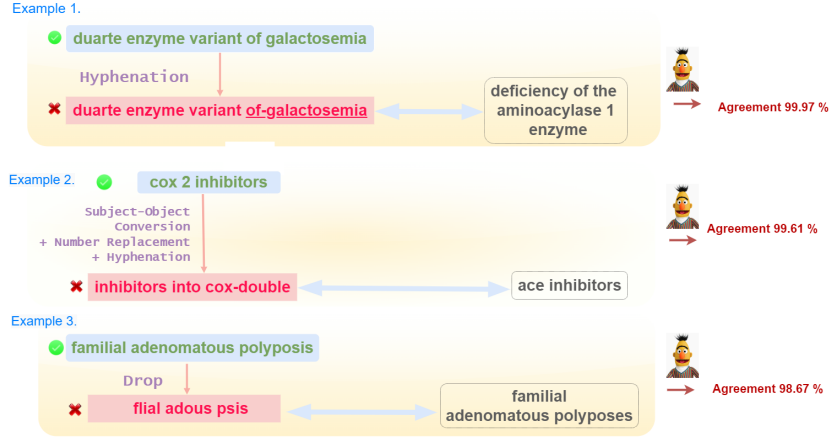 Example 1.
duarte enzyme variant of galactosemia
Hyphenation
duarte enzyme variant of-galactosemia
deficiency of the
aminoacylase 1
enzyme
Agreement 99.97 %
Example 2.
cox 2 inhibitors
Subject-Object
Conversion
+ Number Replacement
+ Hyphenation
inhibitors into cox-double
ace inhibitors
Agreement 99.61 %
Example 3.
familial adenomatous polyposis
Drop
flial adous psis
familial
adenomatous polyposes
Agreement 98.67 %